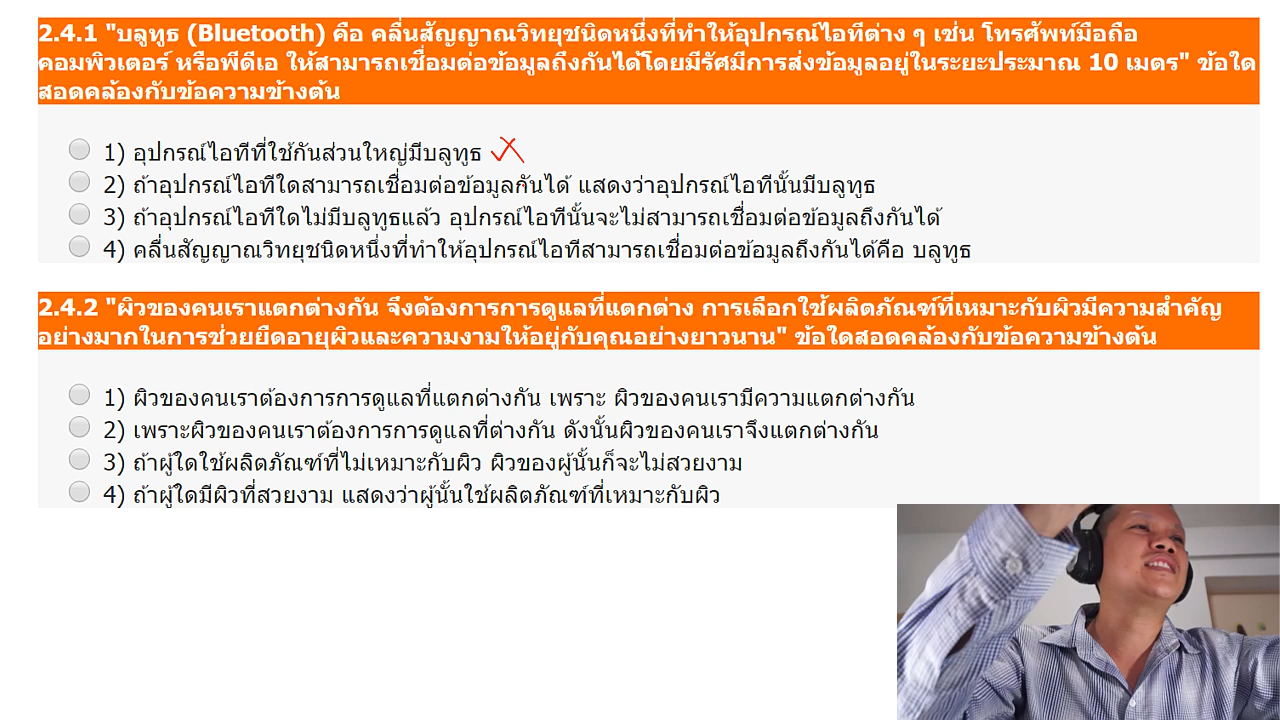 2.4.1 "บลูทูธ (Bluetooth) คือ คลื่นสัญญาณวิทยุชนิดหนึ่งที่ทำให้อุปกรณ์ไอทีต่าง ๆ เช่น โทรศัพท์มือถือ
คอมพิวเตอร์ หรือพีดีเอ ให้สามารถเชื่อมต่อข้อมูลถึงกันได้โดยมีรัศมีการส่งข้อมูลอยู่ในระยะประมาณ 10 เมตร" ข้อใด
สอดคล้องกับข้อความข้างต้น
1) อุปกรณ์ไอทีที่ใช้กันส่วนใหญ่มีบลูทูธ
2) ถ้าอุปกรณ์ไอทีใดสามารถเชื่อมต่อข้อมูลกันได้ แสดงว่าอุปกรณ์ไอทีนั้นมีบลูทูธ
3) ถ้าอุปกรณ์ไอทีใดไม่มีบลูทูธแล้ว อุปกรณ์ไอทีนั้นจะไม่สามารถเชื่อมต่อข้อมูลถึงกันได้
4) คลื่นสัญญาณวิทยุชนิดหนึ่งที่ทำให้อุปกรณ์ไอทีสามารถเชื่อมต่อข้อมูลถึงกันได้คือ บลูทูธ
2.4.2 "ผิวของคนเราแตกต่างกัน จึงต้องการการดูแลที่แตกต่าง การเลือกใช้ผลิตภัณฑ์ที่เหมาะกับผิวมีความสำคัญ
อย่างมากในการช่วยยืดอายุผิวและความงามให้อยู่กับคุณอย่างยาวนาน" ข้อใดสอดคล้องกับข้อความข้างต้น
1) ผิวของคนเราต้องการการดูแลที่แตกต่างกัน เพราะ ผิวของคนเรามีความแตกต่างกัน
2) เพราะผิวของคนเราต้องการการดูแลที่ต่างกัน ดังนั้นผิวของคนเราจึงแตกต่างกัน
3) ถ้าผู้ใดใช้ผลิตภัณฑ์ที่ไม่เหมาะกับผิว ผิวของผู้นั้นก็จะไม่สวยงาม
4) ถ้าผู้ใดมีผิวที่สวยงาม แสดงว่าผู้นั้นใช้ผลิตภัณฑ์ที่เหมาะกับผิว